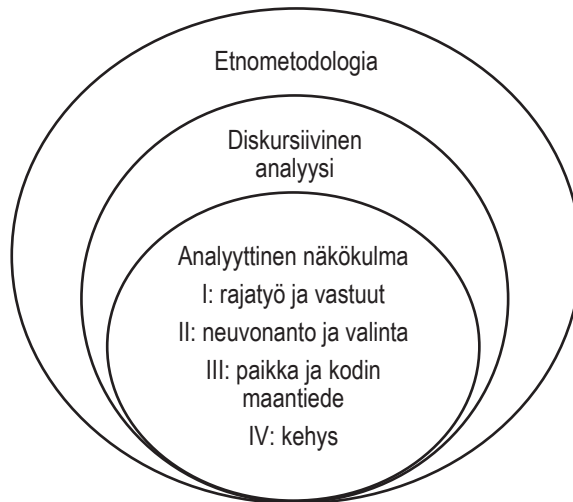 Etnometodologia
Diskursiivinen
analyysi
Analyyttinen näkökulma
I: rajatyö ja vastuut
II: neuvonanto ja valinta
III: paikka ja kodin
maantiede
IV: kehys